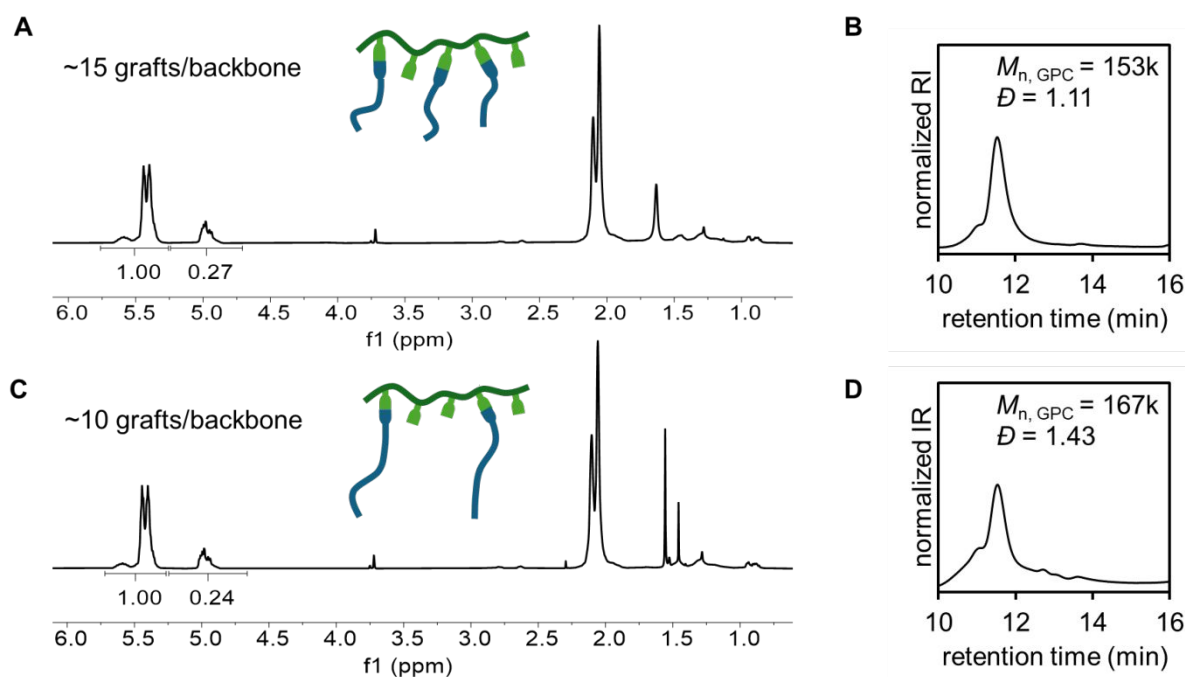 A
~15 grafts/backbone
1.00 0.27
6.0 5.5 5.0 4.5 4.0 3.5 3.0 2.5 2.0 1.5 1.0
f1 (ppm)
B
Mn, GPC = 153k
Đ = 1.11
normalized RI
10 12 14 16
retention time (min)
C
~10 grafts/backbone
1.00 0.24
6.0 5.5 5.0 4.5 4.0 3.5 3.0 2.5 2.0 1.5 1.0
f1 (ppm)
D
Mn, GPC = 167k
Đ = 1.43
normalized IR
10 12 14 16
retention time (min)